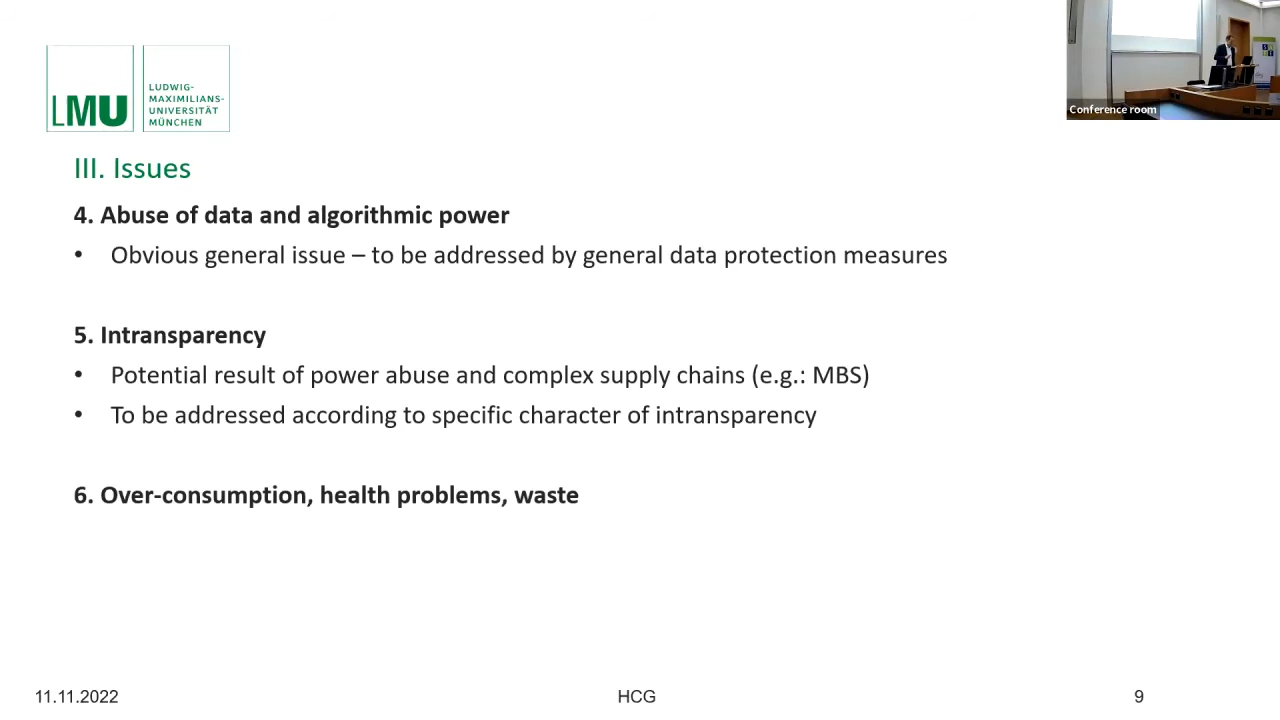 LMU
LUDWIG-
MAXIMILIANS-
UNIVERSITÄT
MÜNCHEN
Conference room
III. Issues
4. Abuse of data and algorithmic power
• Obvious general issue – to be addressed by general data protection measures
5. Intransparency
• Potential result of power abuse and complex supply chains (e.g.: MBS)
• To be addressed according to specific character of intransparency
6. Over-consumption, health problems, waste
11.11.2022
HCG
9